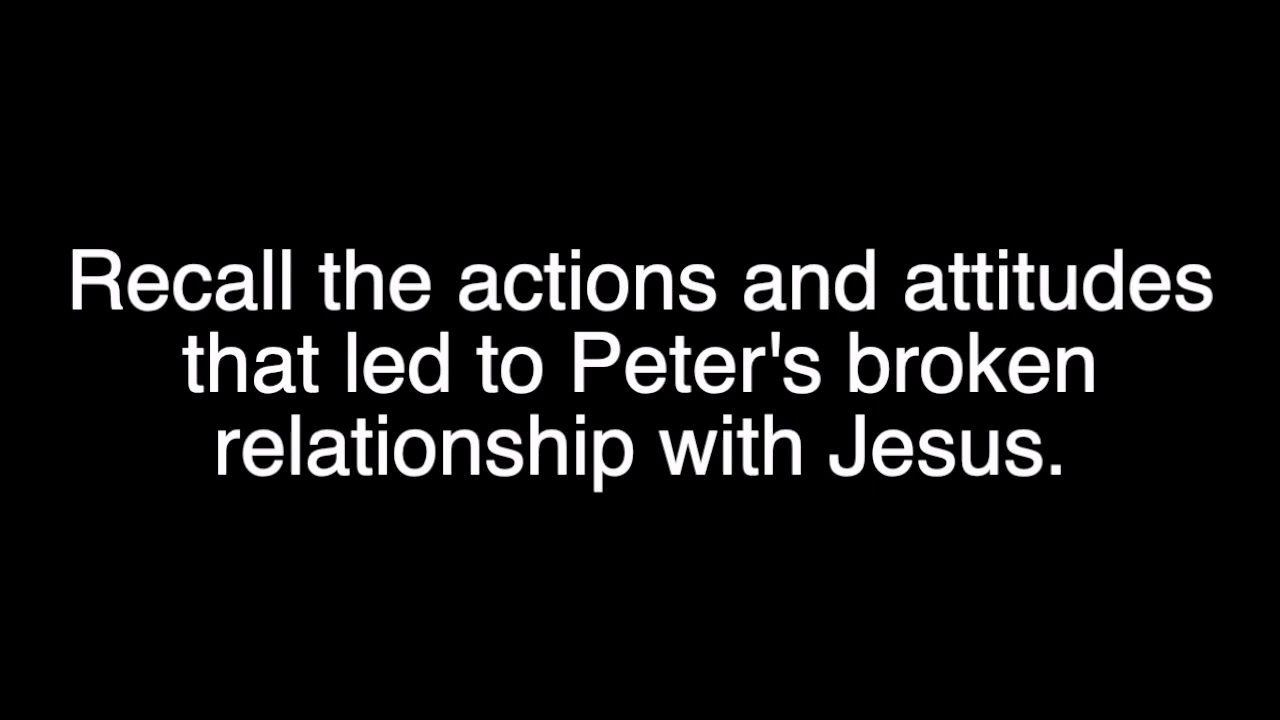 Recall the actions and attitudes
that led to Peter's broken
relationship with Jesus.